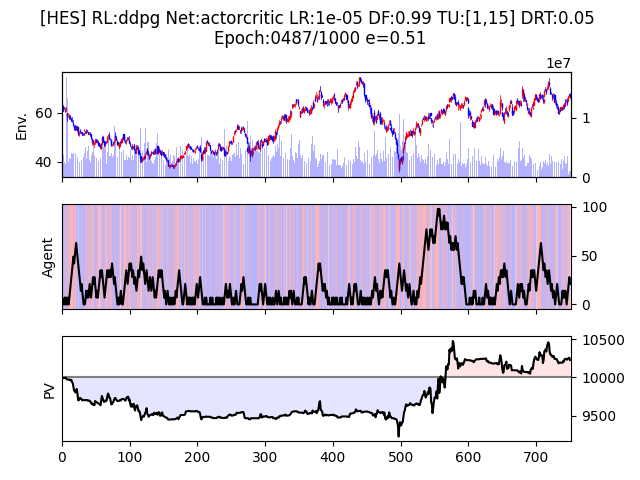 [HES] RL:ddpg Net:actorcritic LR:1e-05 DF:0.99 TU:[1,15] DRT:0.05
Epoch:0487/1000 e=0.51
1e7
Env.
60
40
1
0
Agent
100
50
0
PV
10500
10000
9500
0 100 200 300 400 500 600 700